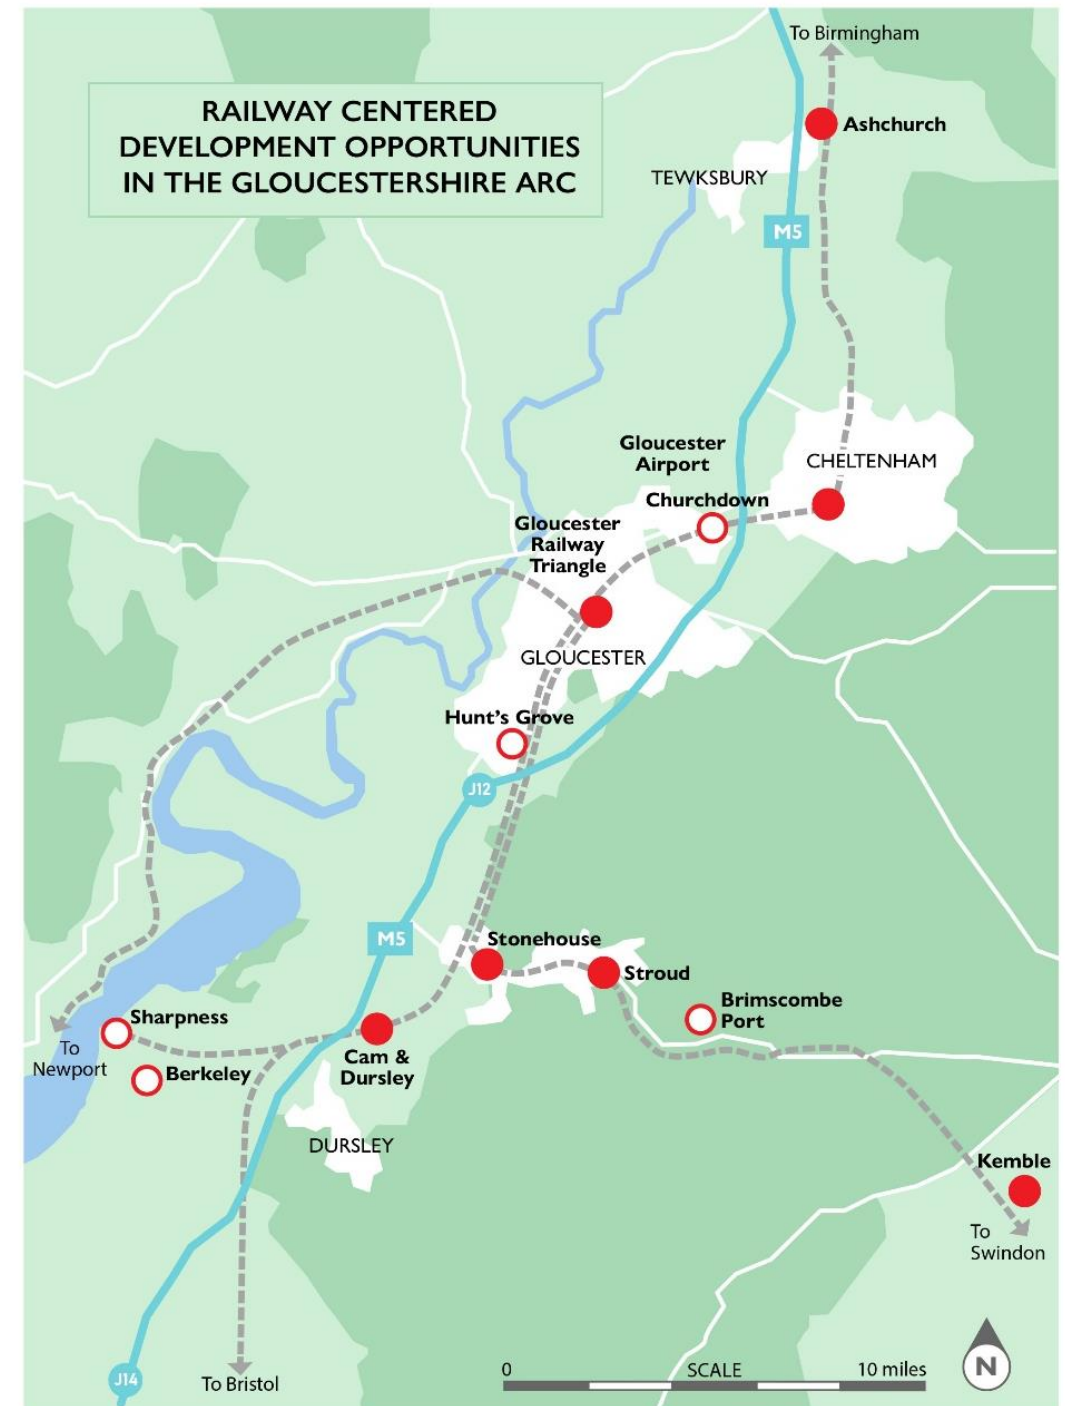 To Birmingham
RAILWAY CENTERED
DEVELOPMENT OPPORTUNITIES
IN THE GLOUCESTERSHIRE ARC
Ashchurch
TEWKSBURY
M5
Gloucester
Airport
CHELTENHAM
Churchdown
Gloucester
Railway
Triangle
GLOUCESTER
Hunt's Grove
J12
M5
Stonehouse
Stroud
Brimscombe
Port
Sharpness
To
Newport
Berkeley
Cam &
Dursley
DURSLEY
Kemble
To
Swindon
J14
To Bristol
0
SCALE
10 miles
N